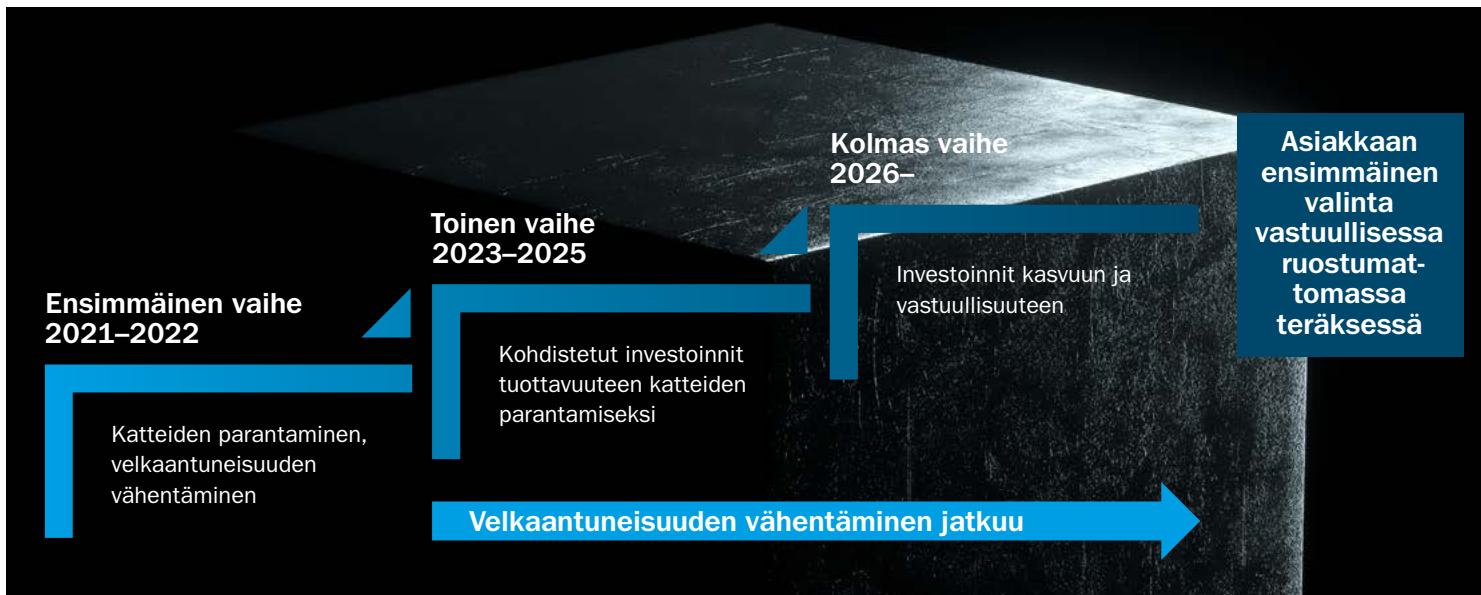 Ensimmäinen vaihe
2021–2022
Katteiden parantaminen,
velkaantuneisuuden
vähentäminen
Toinen vaihe
2023–2025
Kohdistetut investoinnit
tuottavuuteen katteiden
parantamiseksi
Kolmas vaihe
2026–
Investoinnit kasvuun ja
vastuullisuuteen
Velkaantuneisuuden vähentäminen jatkuu
Asiakkaan
ensimmäinen
valinta
vastuullisessa
ruostumat-
tomassa
teräksessä